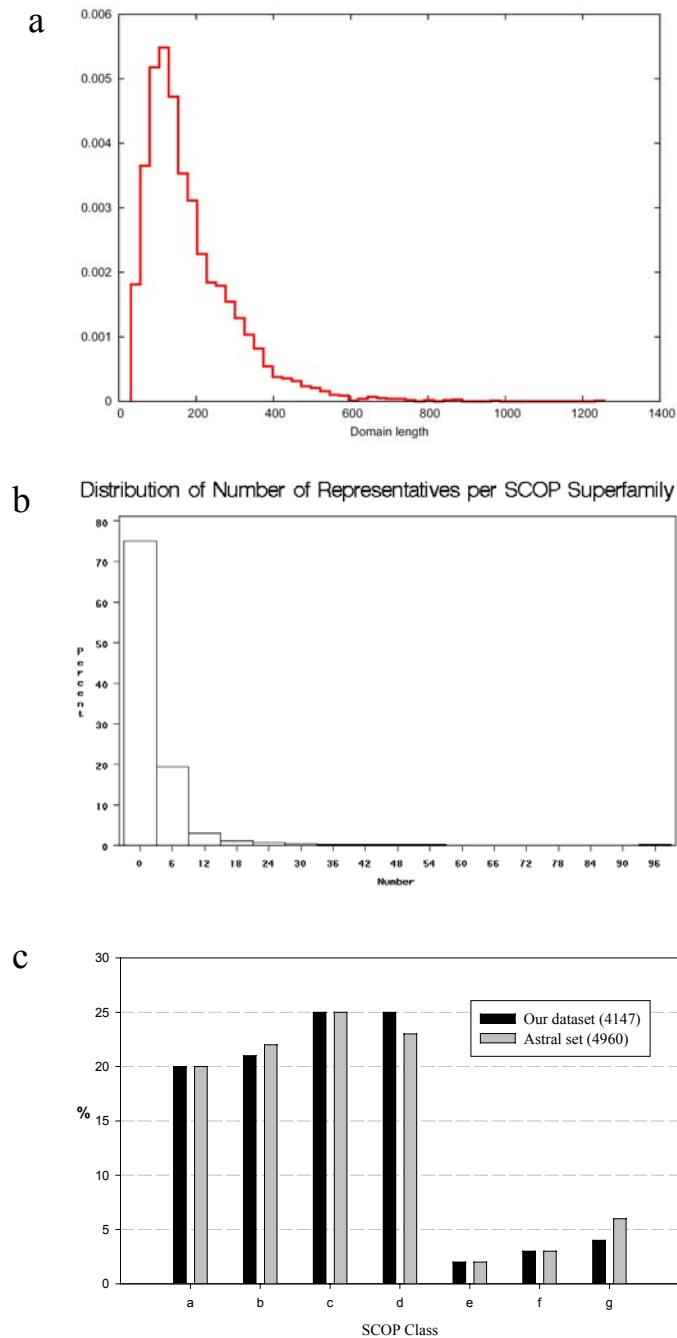 a
0.006
0.005
0.004
0.003
0.002
0.001
0
0 200 400 600 800 1000 1200 1400
Domain length
b
Distribution of Number of Representatives per SCOP Superfamily
80
70
60
50
40
30
20
10
0
Percent
0 6 12 18 24 30 36 42 48 54 60 66 72 78 84 90 96
Number
c
30
25
20
15
10
5
0
%
Our dataset (4147)
Astral set (4960)
a b c d e f g
SCOP Class